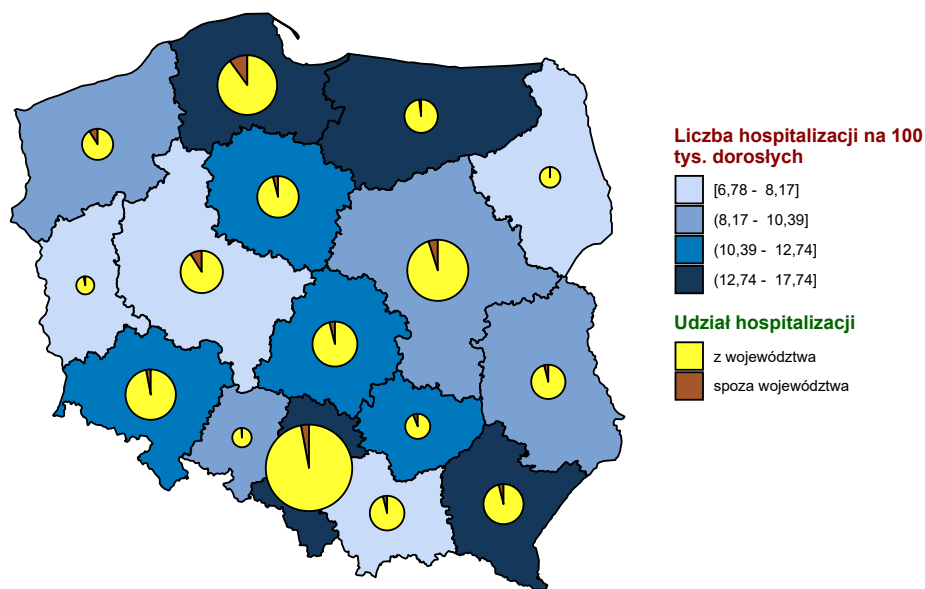 Liczba hospitalizacji na 100
tys. dorosłych
[6,78 - 8,17]
(8,17 - 10,39]
(10,39 - 12,74]
(12,74 - 17,74]
Udział hospitalizacji
z województwa
spoza województwa